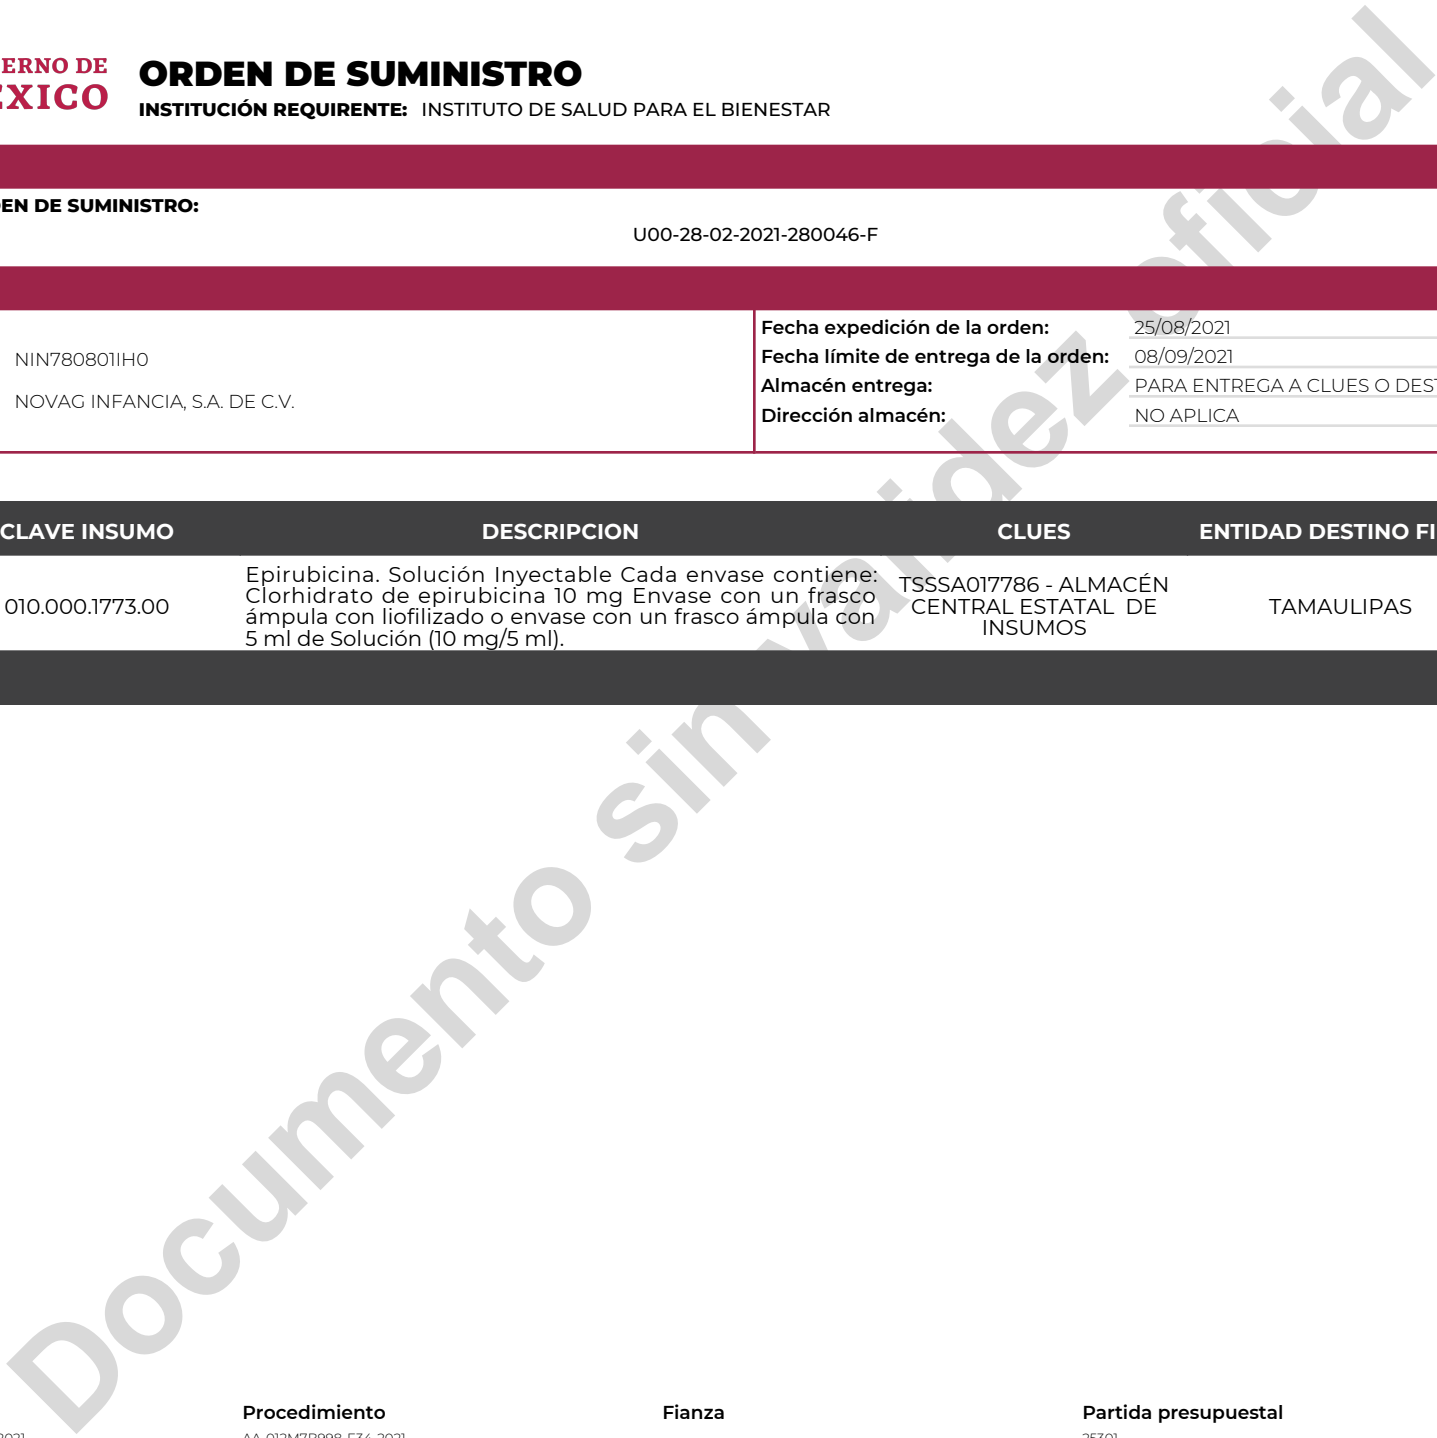 ERNO DE
ÉXICO
ORDEN DE SUMINISTRO
INSTITUCIÓN REQUIRENTE: INSTITUTO DE SALUD PARA EL BIENESTAR
EN DE SUMINISTRO:
U00-28-02-2021-280046-F
NIN780801IH0
NOVAG INFANCIA, S.A. DE C.V.
Fecha expedición de la orden: 25/08/2021
Fecha límite de entrega de la orden: 08/09/2021
Almacén entrega: PARA ENTREGA A CLUES O DEST
Dirección almacén: NO APLICA
CLAVE INSUMO DESCRIPCION CLUES ENTIDAD DESTINO FI
010.000.1773.00
Epirubicina. Solución Inyectable Cada envase contiene:
Clorhidrato de epirubicina 10 mg Envase con un frasco
ámpula con liofilizado o envase con un frasco ámpula con
5 ml de Solución (10 mg/5 ml).
TSSSA017786 - ALMACÉN
CENTRAL ESTATAL DE
INSUMOS
TAMAULIPAS
Documento sin validez oficial
Procedimiento Fianza Partida presupuestal